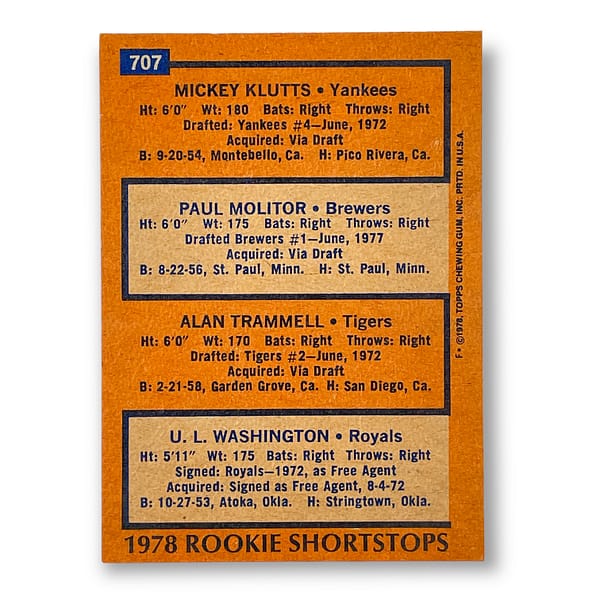 707
MICKEY KLUTTS • Yankees
Ht: 6'0" Wt: 180 Bats: Right Throws: Right
Drafted: Yankees #4—June, 1972
Acquired: Via Draft
B: 9-20-54, Montebello, Ca. H: Pico Rivera, Ca.
PAUL MOLITOR • Brewers
Ht: 6'0" Wt: 175 Bats: Right Throws: Right
Drafted Brewers #1—June, 1977
Acquired: Via Draft
B: 8-22-56, St. Paul, Minn. H: St. Paul, Minn.
ALAN TRAMMELL • Tigers
Ht: 6'0" Wt: 170 Bats: Right Throws: Right
Drafted: Tigers #2—June, 1972
Acquired: Via Draft
B: 2-21-58, Garden Grove, Ca. H: San Diego, Ca.
U. L. WASHINGTON • Royals
Ht: 5'11" Wt: 175 Bats: Right Throws: Right
Signed: Royals—1972, as Free Agent
Acquired: Signed as Free Agent, 8-4-72
B: 10-27-53, Atoka, Okla. H: Stringtown, Okla.
1978 ROOKIE SHORTSTOPS
F• ©1978, TOPPS CHEWING GUM, INC. PRTD. IN U.S.A.